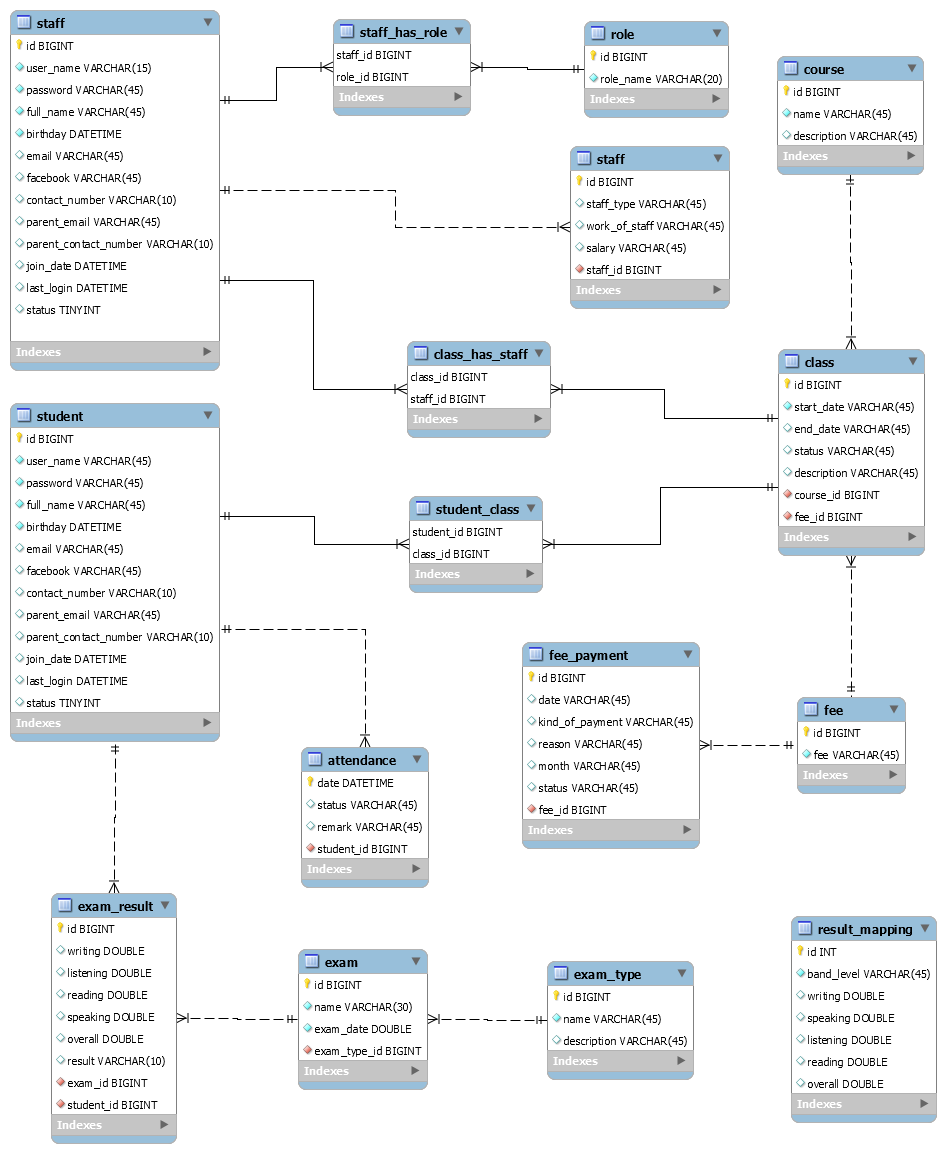 staff
id BIGINT
user_name VARCHAR(15)
password VARCHAR(45)
full_name VARCHAR(45)
birthday DATETIME
email VARCHAR(45)
facebook VARCHAR(45)
contact_number VARCHAR(10)
parent_email VARCHAR(45)
parent_contact_number VARCHAR(10)
join_date DATETIME
last_login DATETIME
status TINYINT
Indexes
staff_has_role
staff_id BIGINT
role_id BIGINT
Indexes
role
id BIGINT
role_name VARCHAR(20)
Indexes
course
id BIGINT
name VARCHAR(45)
description VARCHAR(45)
Indexes
staff
id BIGINT
staff_type VARCHAR(45)
work_of_staff VARCHAR(45)
salary VARCHAR(45)
staff_id BIGINT
Indexes
class_has_staff
class_id BIGINT
staff_id BIGINT
Indexes
class
id BIGINT
start_date VARCHAR(45)
end_date VARCHAR(45)
status VARCHAR(45)
description VARCHAR(45)
course_id BIGINT
fee_id BIGINT
Indexes
student
id BIGINT
user_name VARCHAR(45)
password VARCHAR(45)
full_name VARCHAR(45)
birthday DATETIME
email VARCHAR(45)
facebook VARCHAR(45)
contact_number VARCHAR(10)
parent_email VARCHAR(45)
parent_contact_number VARCHAR(10)
join_date DATETIME
last_login DATETIME
status TINYINT
Indexes
student_class
student_id BIGINT
class_id BIGINT
Indexes
fee_payment
id BIGINT
date VARCHAR(45)
kind_of_payment VARCHAR(45)
reason VARCHAR(45)
month VARCHAR(45)
status VARCHAR(45)
fee_id BIGINT
Indexes
fee
id BIGINT
fee VARCHAR(45)
Indexes
attendance
date DATETIME
status VARCHAR(45)
remark VARCHAR(45)
student_id BIGINT
Indexes
exam_result
id BIGINT
writing DOUBLE
listening DOUBLE
reading DOUBLE
speaking DOUBLE
overall DOUBLE
result VARCHAR(10)
exam_id BIGINT
student_id BIGINT
Indexes
exam
id BIGINT
name VARCHAR(30)
exam_date DOUBLE
exam_type_id BIGINT
Indexes
exam_type
id BIGINT
name VARCHAR(45)
description VARCHAR(45)
Indexes
result_mapping
id INT
band_level VARCHAR(45)
writing DOUBLE
speaking DOUBLE
listening DOUBLE
reading DOUBLE
overall DOUBLE
Indexes